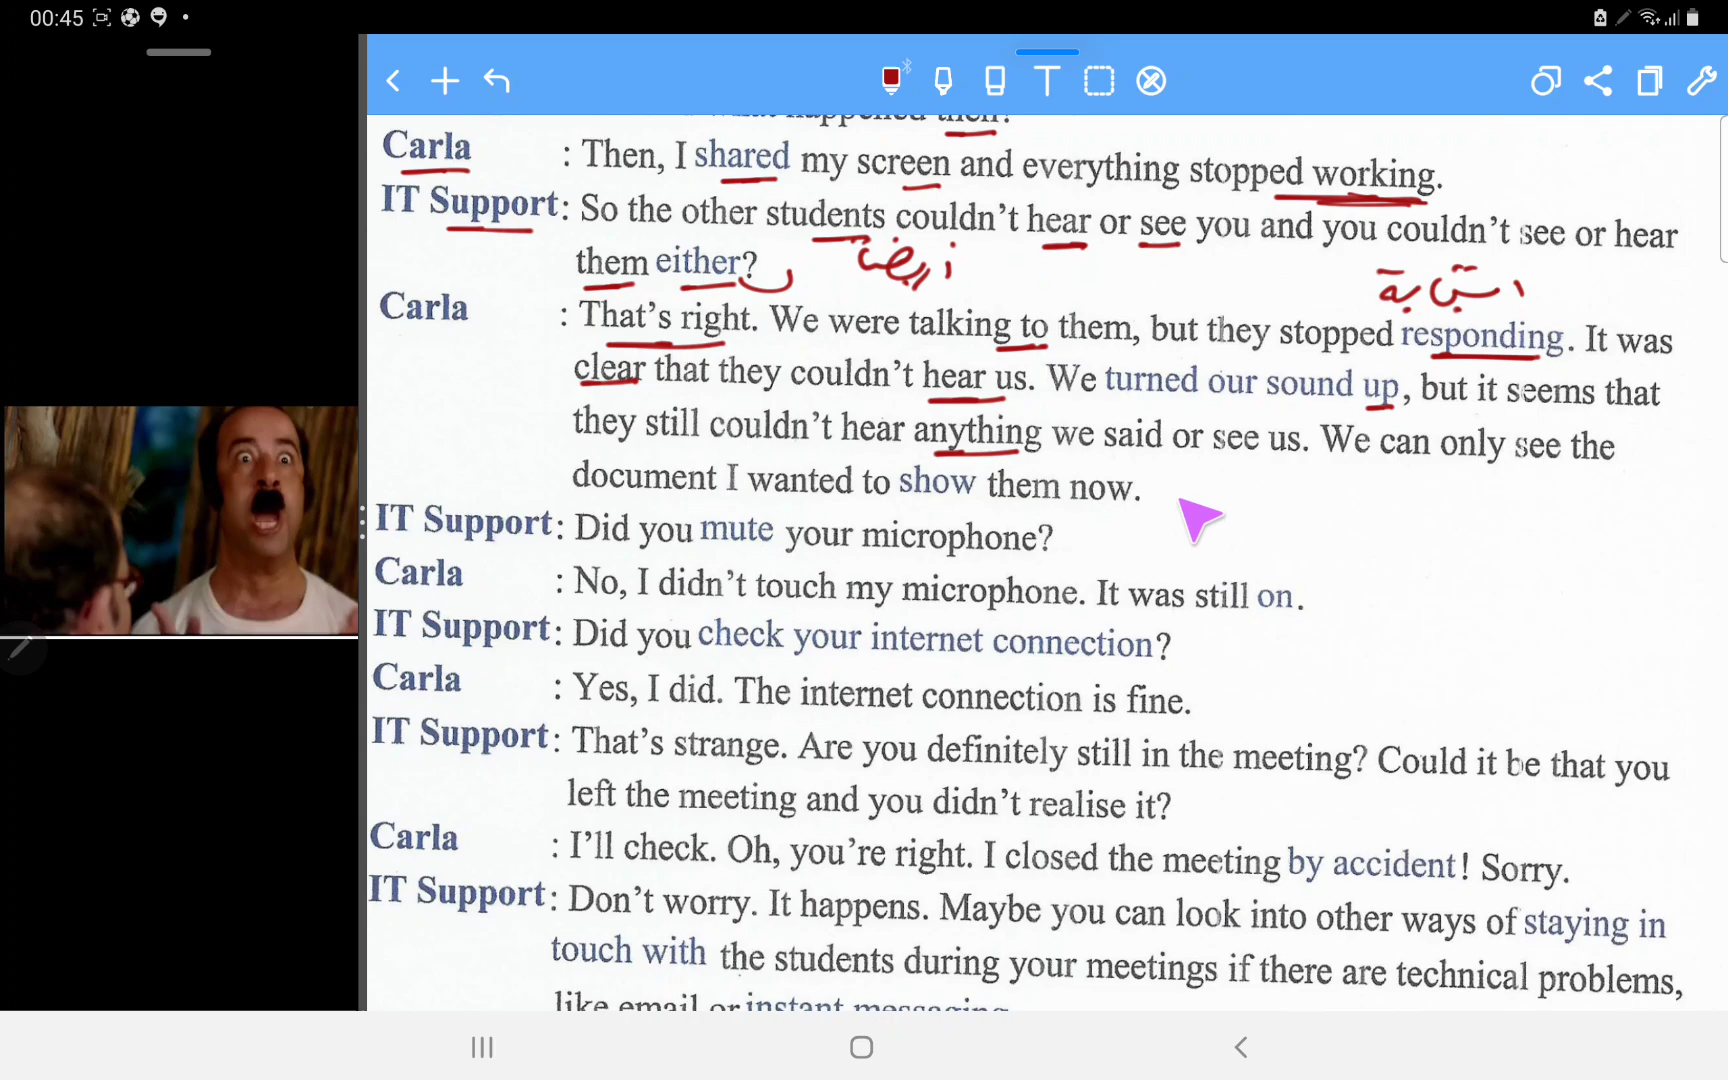 00:45
Carla : Then, I shared my screen and everything stopped working.
IT Support : So the other students couldn't hear or see you and you couldn't see or hear
them either?
أيضا
استجابة
Carla : That's right. We were talking to them, but they stopped responding. It was
clear that they couldn't hear us. We turned our sound up, but it seems that
they still couldn't hear anything we said or see us. We can only see the
document I wanted to show them now.
IT Support : Did you mute your microphone?
Carla : No, I didn't touch my microphone. It was still on.
IT Support : Did you check your internet connection?
Carla : Yes, I did. The internet connection is fine.
IT Support : That's strange. Are you definitely still in the meeting? Could it be that you
left the meeting and you didn't realise it?
Carla : I'll check. Oh, you're right. I closed the meeting by accident! Sorry.
IT Support : Don't worry. It happens. Maybe you can look into other ways of staying in
touch with the students during your meetings if there are technical problems,
like email or instant messaging